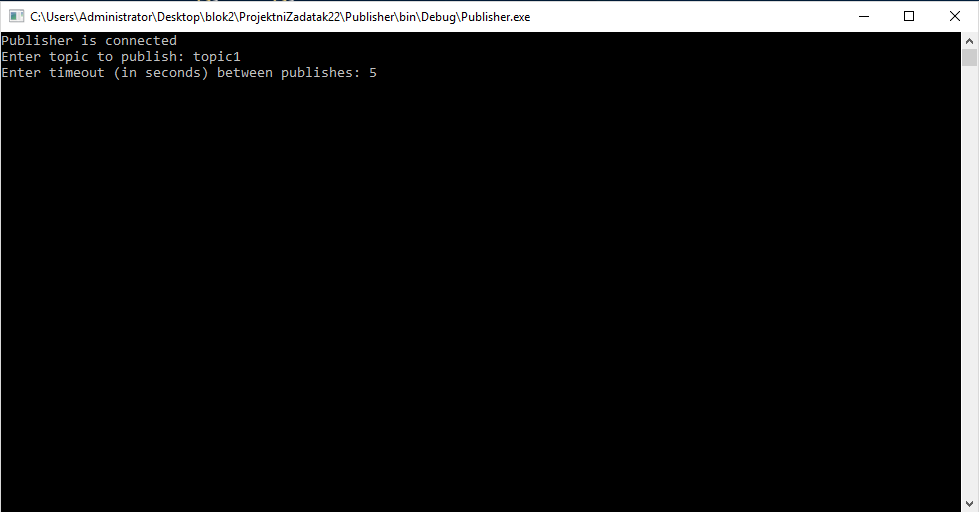 C:\Users\Administrator\Desktop\blok2\ProjektniZadatak22\Publisher\bin\Debug\Publisher.exe
Publisher is connected
Enter topic to publish: topic1
Enter timeout (in seconds) between publishes: 5